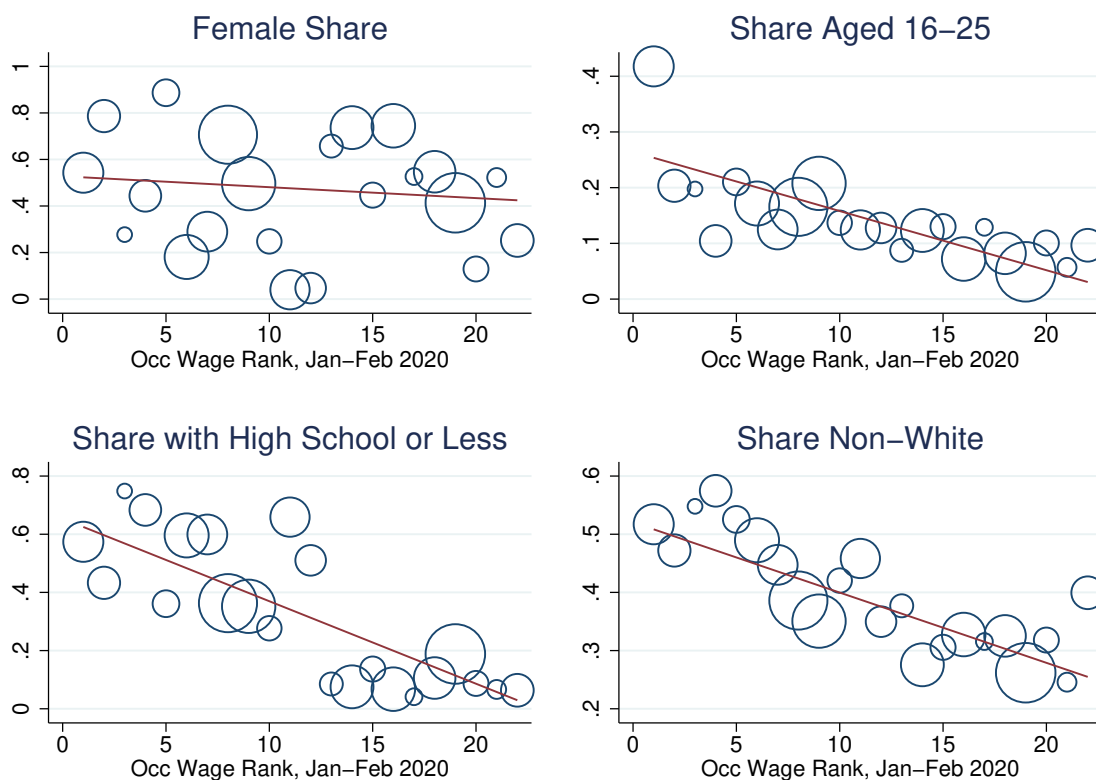 Female Share
1
.8
.6
.4
.2
0
0 5 10 15 20
Occ Wage Rank, Jan−Feb 2020
Share Aged 16−25
.4
.3
.2
.1
0
0 5 10 15 20
Occ Wage Rank, Jan−Feb 2020
Share with High School or Less
.8
.6
.4
.2
0
0 5 10 15 20
Occ Wage Rank, Jan−Feb 2020
Share Non−White
.6
.5
.4
.3
.2
0 5 10 15 20
Occ Wage Rank, Jan−Feb 2020